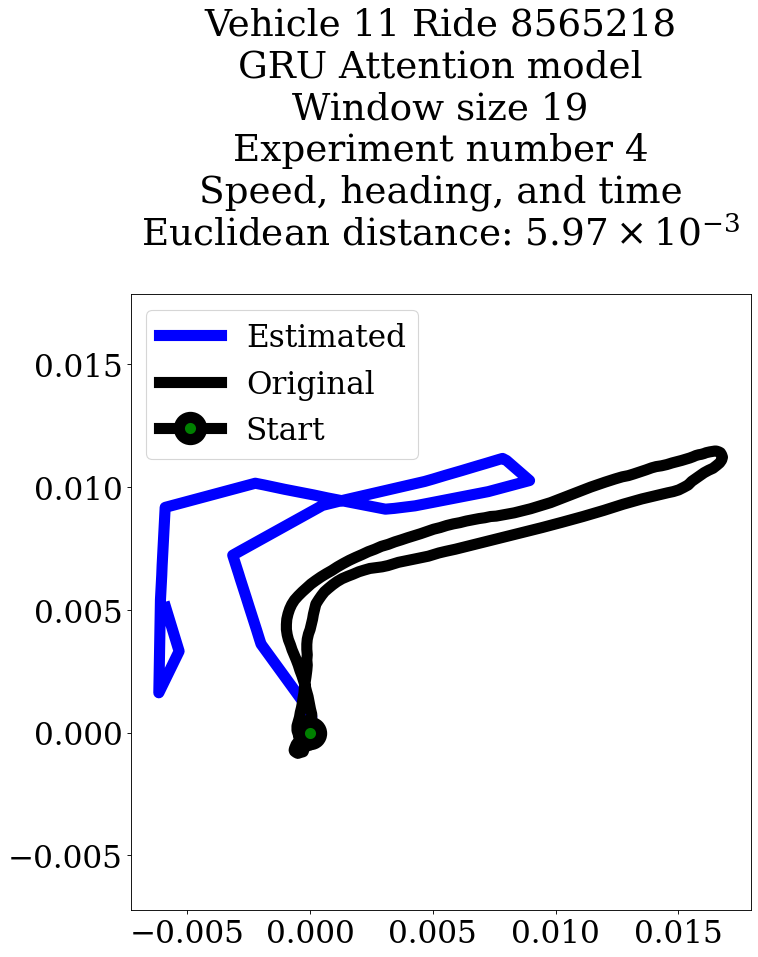 Vehicle 11 Ride 8565218
GRU Attention model
Window size 19
Experiment number 4
Speed, heading, and time
Euclidean distance: 5.97 × 10⁻³
Estimated
Original
Start
0.015
0.010
0.005
0.000
−0.005
−0.005 0.000 0.005 0.010 0.015